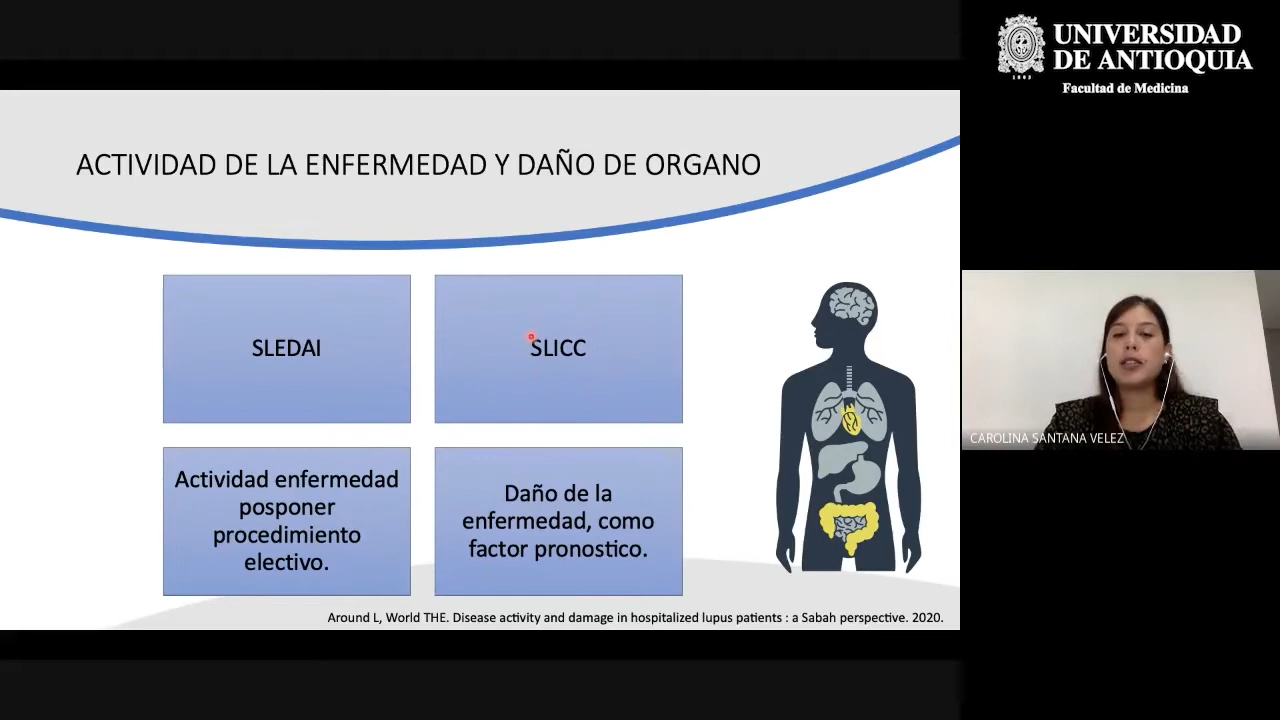 UNIVERSIDAD
DE ANTIOQUIA
1803
Facultad de Medicina
ACTIVIDAD DE LA ENFERMEDAD Y DAÑO DE ORGANO
SLEDAI
SLICC
Actividad enfermedad
posponer
procedimiento
electivo.
Daño de la
enfermedad, como
factor pronostico.
Around L, World THE. Disease activity and damage in hospitalized lupus patients : a Sabah perspective. 2020.
CAROLINA SANTANA VELEZ